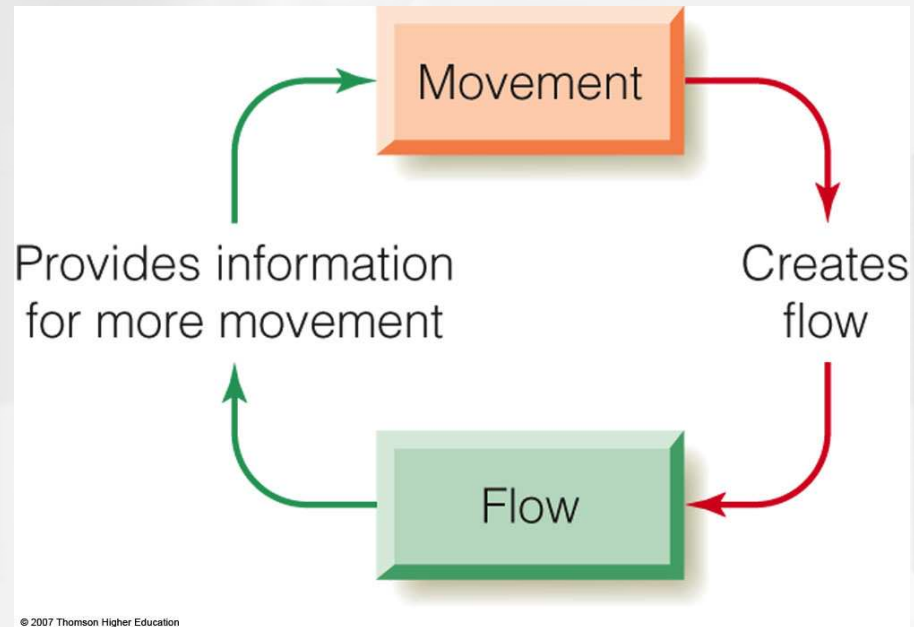 Movement
Provides information
for more movement
Creates
flow
Flow
© 2007 Thomson Higher Education